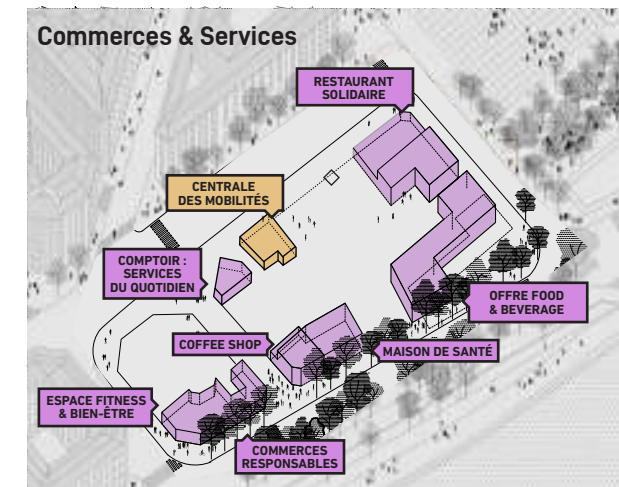 Commerces & Services
RESTAURANT
SOLIDAIRE
CENTRALE
DES MOBILITÉS
COMPTOIR :
SERVICES
DU QUOTIDIEN
OFFRE FOOD
& BEVERAGE
COFFEE SHOP
MAISON DE SANTÉ
ESPACE FITNESS
& BIEN-ÊTRE
COMMERCES
RESPONSABLES